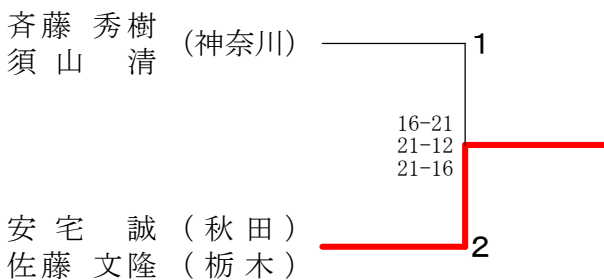 斉藤 秀樹 (神奈川) 1
須山 清
16-21
21-12
21-16
安宅 誠 (秋田)
佐藤 文隆 (栃木) 2